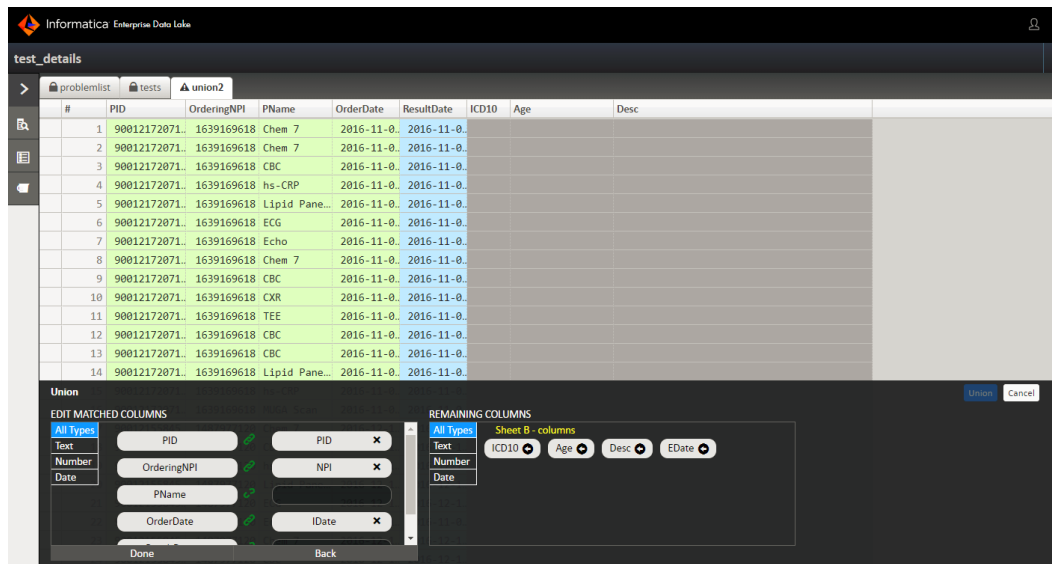 Informatica Enterprise Data Lake
test_details
problemlist tests union2
# PID OrderingNPI PName OrderDate ResultDate ICD10 Age Desc
1 90012172071.. 1639169618 Chem 7 2016-11-0.. 2016-11-0..
2 90012172071.. 1639169618 Chem 7 2016-11-0.. 2016-11-0..
3 90012172071.. 1639169618 CBC 2016-11-0.. 2016-11-0..
4 90012172071.. 1639169618 hs-CRP 2016-11-0.. 2016-11-0..
5 90012172071.. 1639169618 Lipid Pane... 2016-11-0.. 2016-11-0..
6 90012172071.. 1639169618 ECG 2016-11-0.. 2016-11-0..
7 90012172071.. 1639169618 Echo 2016-11-0.. 2016-11-0..
8 90012172071.. 1639169618 Chem 7 2016-11-0.. 2016-11-0..
9 90012172071.. 1639169618 CBC 2016-11-0.. 2016-11-0..
10 90012172071.. 1639169618 CXR 2016-11-0.. 2016-11-0..
11 90012172071.. 1639169618 TEE 2016-11-0.. 2016-11-0..
12 90012172071.. 1639169618 CBC 2016-11-0.. 2016-11-0..
13 90012172071.. 1639169618 CBC 2016-11-0.. 2016-11-0..
14 90012172071.. 1639169618 Lipid Pane... 2016-11-0.. 2016-11-0..
Union Union Cancel
EDIT MATCHED COLUMNS REMAINING COLUMNS
All Types PID PID All Types Sheet B - columns
Text Text ICD10 Age Desc EDate
Number OrderingNPI NPI Number
Date Date
PName
OrderDate IDate
Done Back